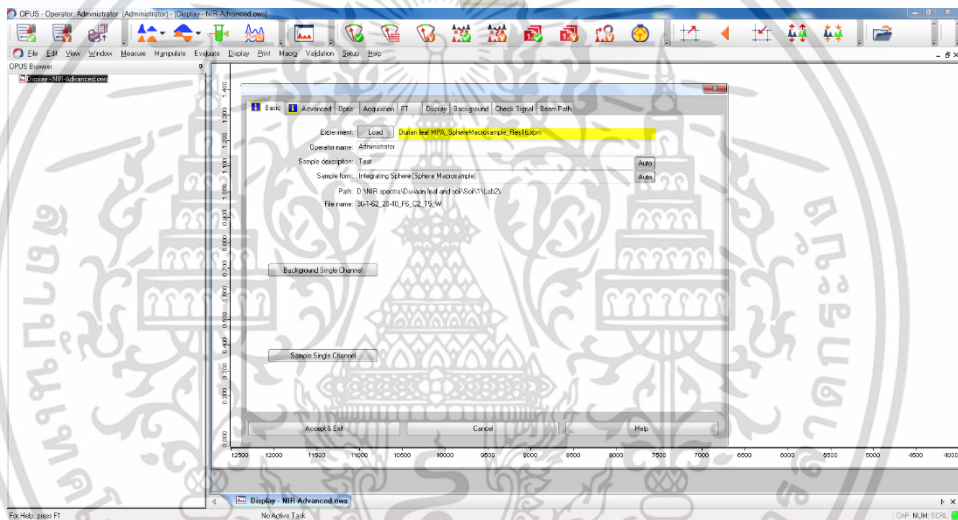 OPUS - Operator: Administrator (Administrator) - [Display - NIR-Advanced.ows]
File Edit View Window Measure Manipulate Evaluate Display Print Macro Validation Setup Help
OPUS Browser
Display - NIR-Advanced.ows
Basic Advanced Optic Acquisition FT Display Background Check Signal Beam Path
Experiment: Load Durian leaf MPA_SphereMacrosample_Res16.xpm
Operator name: Administrator
Sample description: Test Auto
Sample form: Integrating Sphere (Sphere Macrosample) Auto
Path: D:\NIR spectra\Duriaan leaf and soil\Soil\1\Lab2\
File name: 30-1-62_20-40_F6_C2_T5_W
Background Single Channel
Sample Single Channel
Accept & Exit Cancel Help
12500 12000 11500 11000 10500 10000 9500 9000 8500 8000 7500 7000 6500 6000 5500 5000 4500 4000
Display - NIR-Advanced.ows
For Help, press F1 No Active Task CAP NUM SCRL